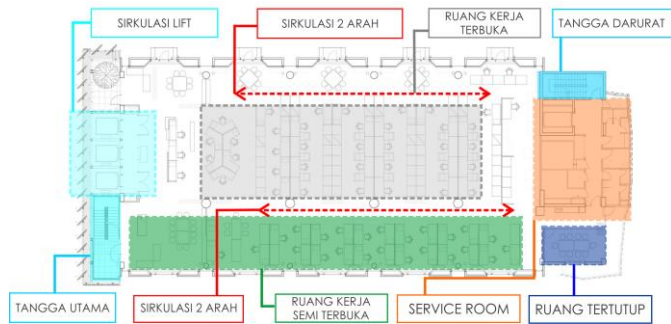 SIRKULASI LIFT
SIRKULASI 2 ARAH
RUANG KERJA
TERBUKA
TANGGA DARURAT
TANGGA UTAMA
SIRKULASI 2 ARAH
RUANG KERJA
SEMI TERBUKA
SERVICE ROOM
RUANG TERTUTUP